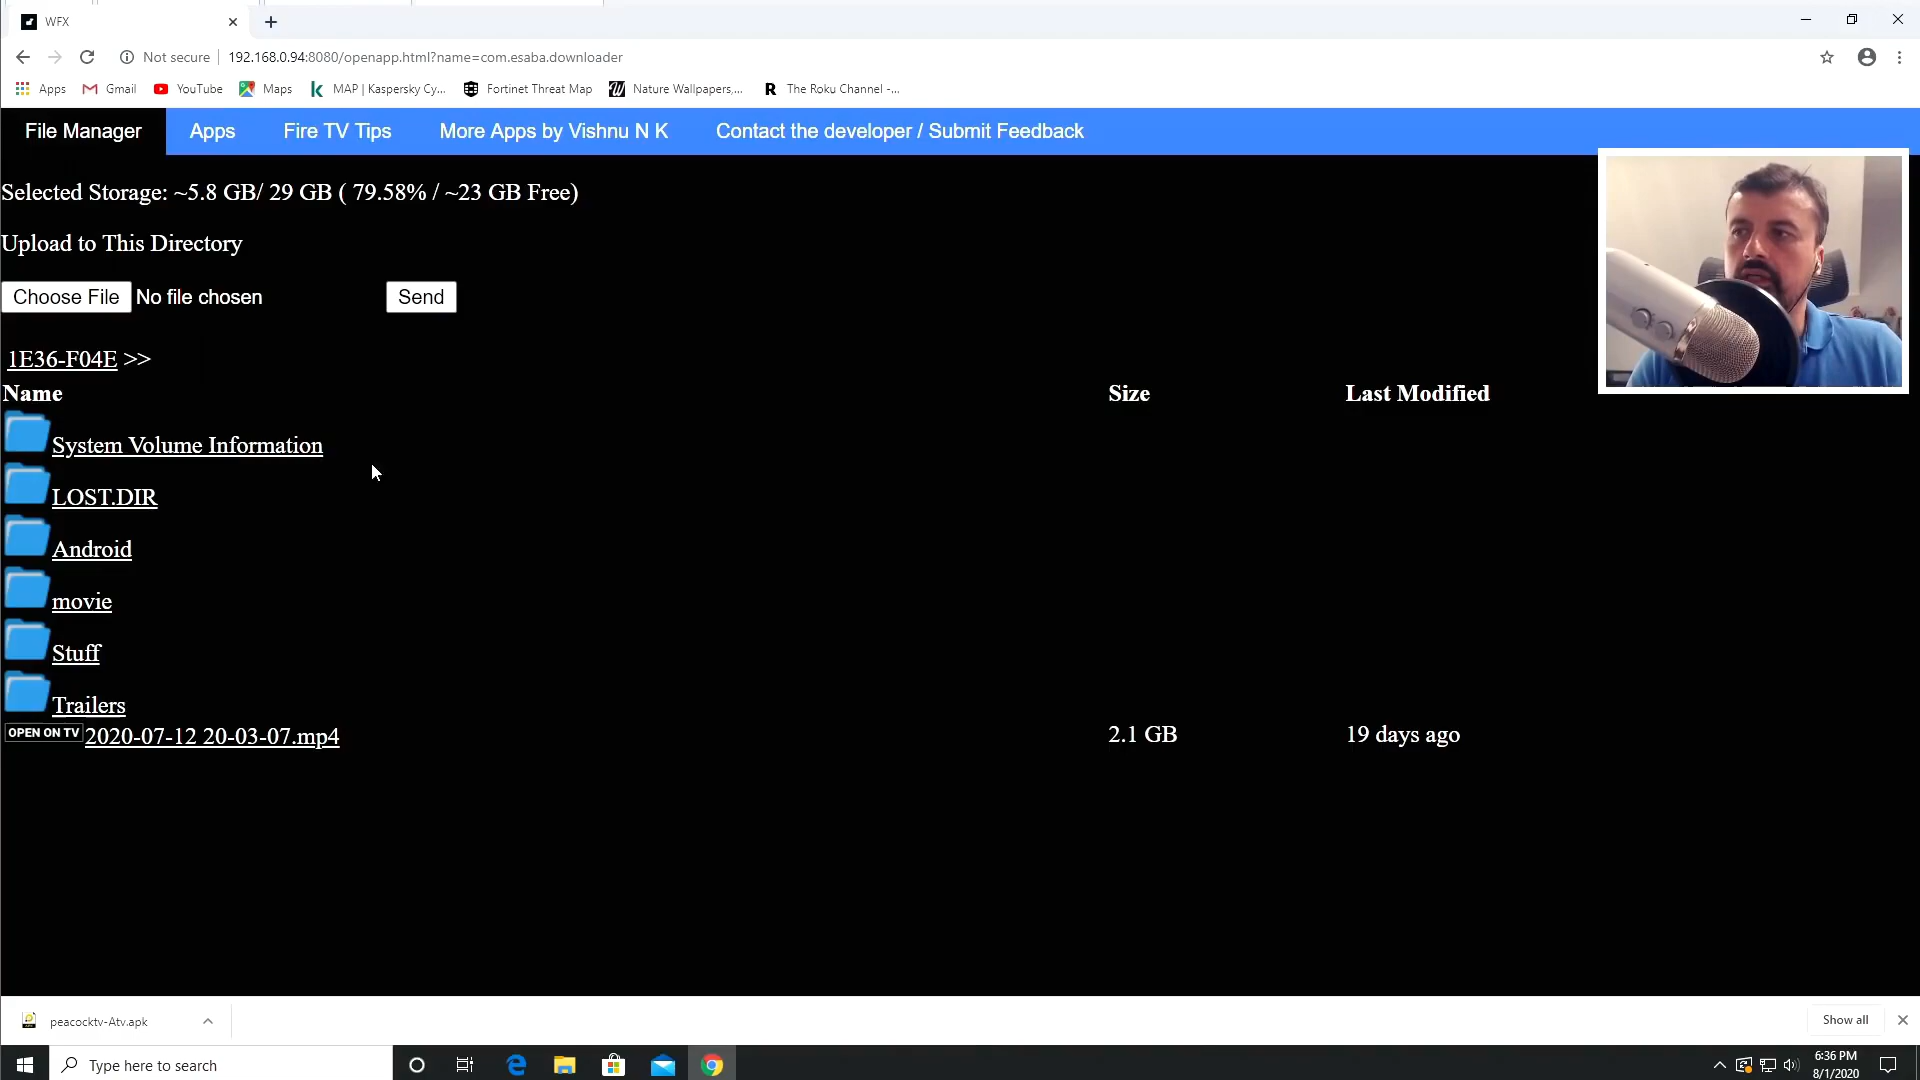 WFX
Not secure
192.168.0.94:8080/openapp.html?name=com.esaba.downloader
Apps
Gmail
YouTube
Maps
MAP | Kaspersky Cy...
Fortinet Threat Map
Nature Wallpapers,...
The Roku Channel -...
File Manager
Apps
Fire TV Tips
More Apps by Vishnu N K
Contact the developer / Submit Feedback
Selected Storage: ~5.8 GB/ 29 GB ( 79.58% / ~23 GB Free)
Upload to This Directory
Choose File No file chosen
Send
1E36-F04E >>
Name
Size
Last Modified
System Volume Information
LOST.DIR
Android
movie
Stuff
Trailers
OPEN ON TV 2020-07-12 20-03-07.mp4
2.1 GB
19 days ago
peacocktv-Atv.apk
Show all
Type here to search
6:36 PM
8/1/2020